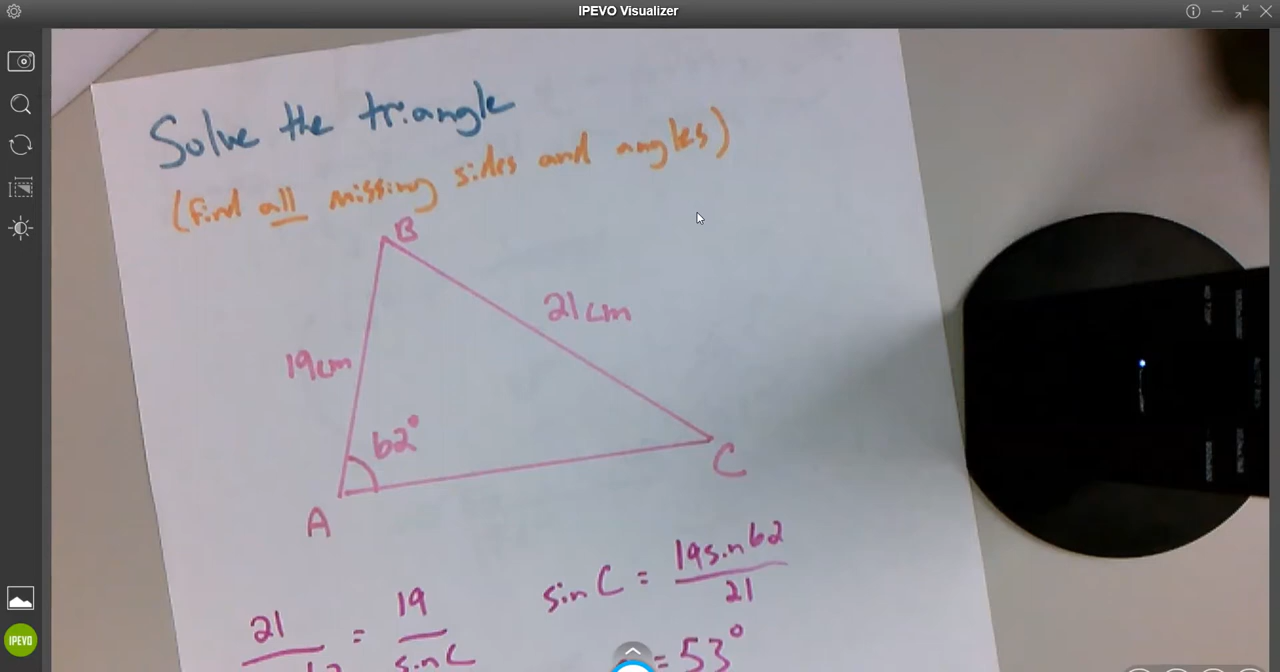 IPEVO Visualizer
Solve the triangle
(find all missing sides and angles)
B
21cm
19cm
62°
C
A
sin C = 19sin62
21
21 = 19
sin C
= 53°
IPEVO